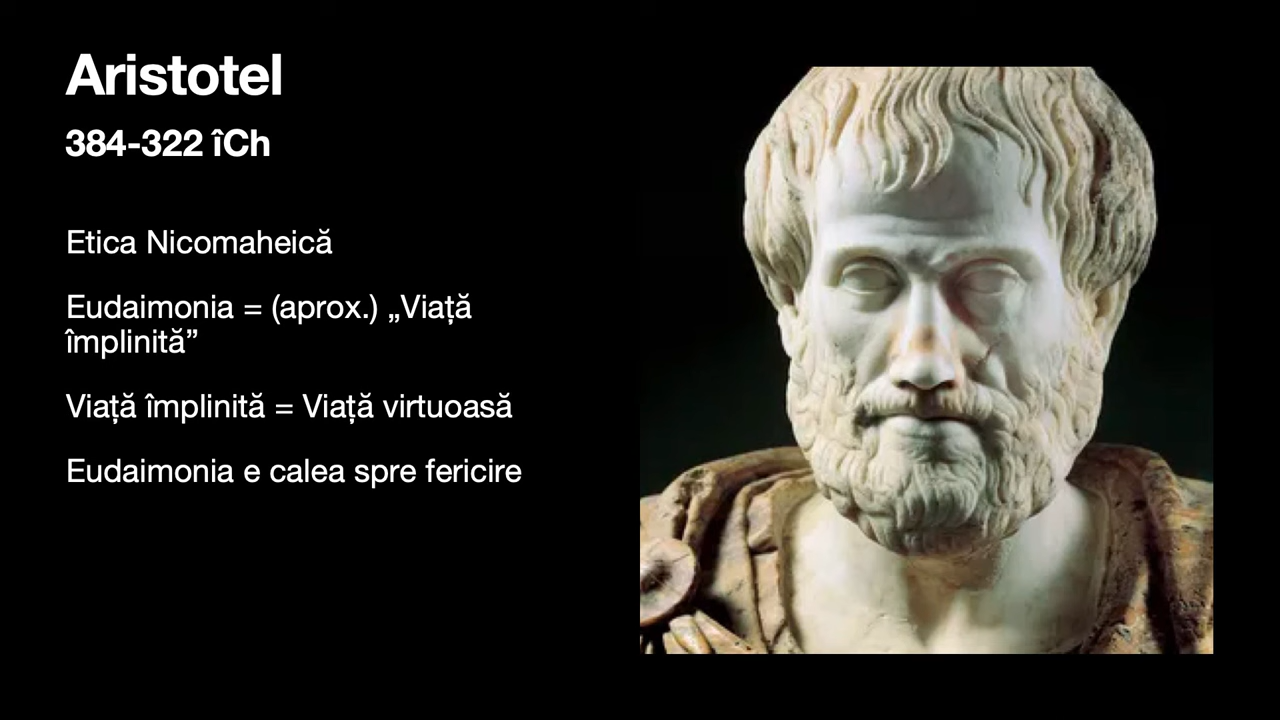 Aristotel
384-322 îCh
Etica Nicomaheică
Eudaimonia = (aprox.) „Viață
împlinită”
Viață împlinită = Viață virtuoasă
Eudaimonia e calea spre fericire